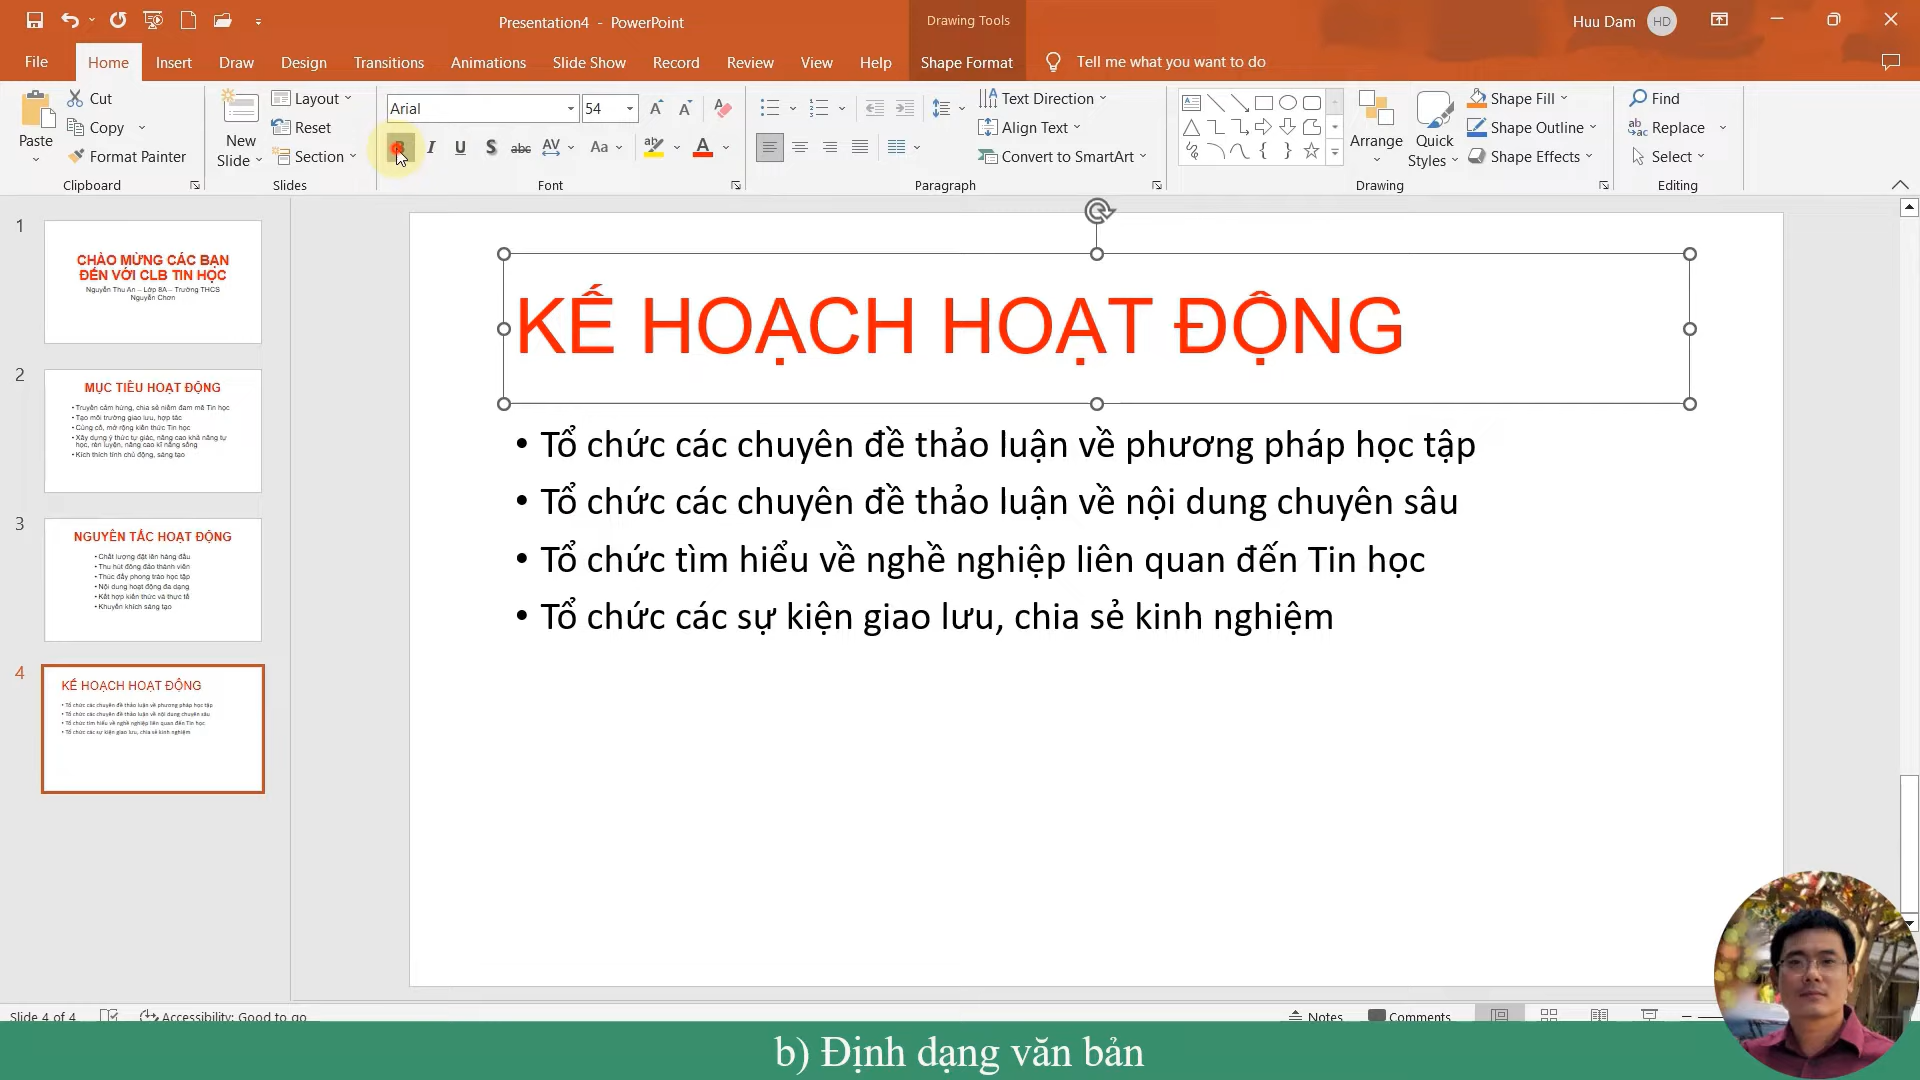 Presentation4 - PowerPoint
Drawing Tools
Huu Dam
HD
File
Home
Insert
Draw
Design
Transitions
Animations
Slide Show
Record
Review
View
Help
Shape Format
Tell me what you want to do
Paste
Cut
Copy
Format Painter
Clipboard
New
Slide
Layout
Reset
Section
Slides
Arial
54
B I U S abc AV Aa A
Font
Text Direction
Align Text
Convert to SmartArt
Paragraph
Arrange
Quick
Styles
Shape Fill
Shape Outline
Shape Effects
Drawing
Find
Replace
Select
Editing
1
CHÀO MỪNG CÁC BẠN
ĐẾN VỚI CLB TIN HỌC
Nguyễn Thu An – Lớp 8A – Trường THCS
Nguyễn Chơn
2
MỤC TIÊU HOẠT ĐỘNG
• Truyền cảm hứng, chia sẻ niềm đam mê Tin học
• Tạo môi trường giao lưu, hợp tác
• Củng cố, mở rộng kiến thức Tin học
• Xây dựng ý thức tự giác, nâng cao khả năng tự
học, rèn luyện, nâng cao kĩ năng sống
• Kích thích tính chủ động, sáng tạo
3
NGUYÊN TẮC HOẠT ĐỘNG
• Chất lượng đặt lên hàng đầu
• Thu hút đông đảo thành viên
• Thúc đẩy phong trào học tập
• Nội dung hoạt động đa dạng
• Kết hợp kiến thức và thực tế
• Khuyến khích sáng tạo
4
KẾ HOẠCH HOẠT ĐỘNG
• Tổ chức các chuyên đề thảo luận về phương pháp học tập
• Tổ chức các chuyên đề thảo luận về nội dung chuyên sâu
• Tổ chức tìm hiểu về nghề nghiệp liên quan đến Tin học
• Tổ chức các sự kiện giao lưu, chia sẻ kinh nghiệm
KẾ HOẠCH HOẠT ĐỘNG
• Tổ chức các chuyên đề thảo luận về phương pháp học tập
• Tổ chức các chuyên đề thảo luận về nội dung chuyên sâu
• Tổ chức tìm hiểu về nghề nghiệp liên quan đến Tin học
• Tổ chức các sự kiện giao lưu, chia sẻ kinh nghiệm
Slide 4 of 4
Accessibility: Good to go
Notes
Comments
b) Định dạng văn bản